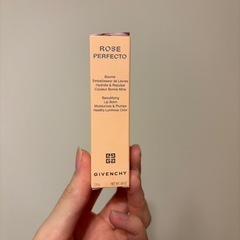 ROSE
PERFECTO
Baume
Embellisseur de Lèvres
Hydrate & Repulpe
Couleur Bonne Mine
Beautifying
Lip Balm
Moisturizes & Plumps
Healthy Luminous Color
GIVENCHY